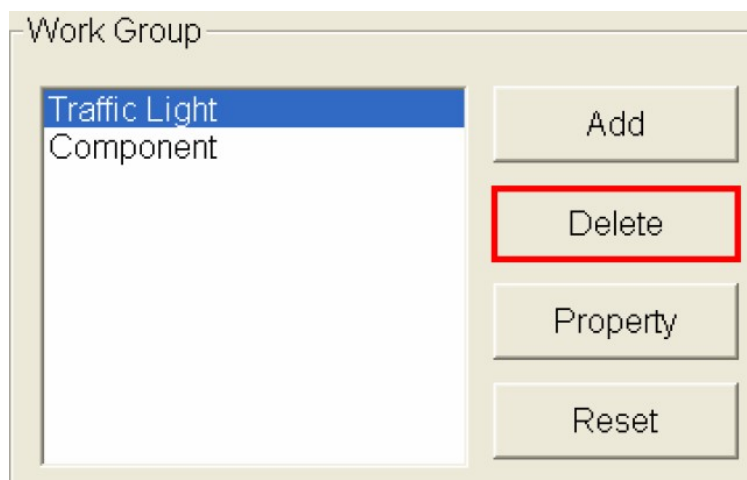 Work Group
Traffic Light
Component
Add
Delete
Property
Reset